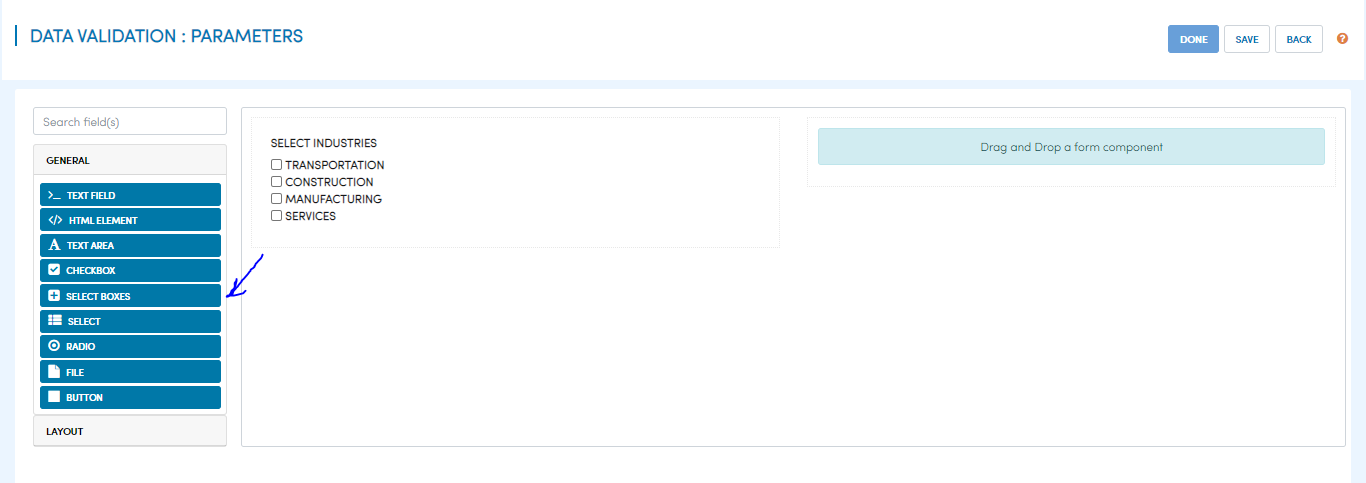 DATA VALIDATION : PARAMETERS
DONE
SAVE
BACK
?
Search field(s)
GENERAL
TEXT FIELD
HTML ELEMENT
TEXT AREA
CHECKBOX
SELECT BOXES
SELECT
RADIO
FILE
BUTTON
LAYOUT
SELECT INDUSTRIES
TRANSPORTATION
CONSTRUCTION
MANUFACTURING
SERVICES
Drag and Drop a form component